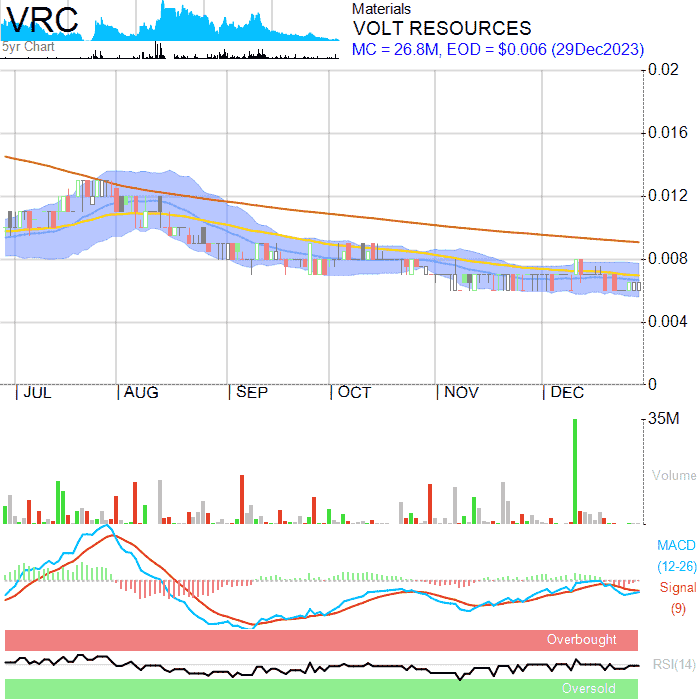 VRC
5yr Chart
Materials
VOLT RESOURCES
MC = 26.8M, EOD = $0.006 (29Dec2023)
0.02
0.016
0.012
0.008
0.004
0
| JUL | AUG | SEP | OCT | NOV | DEC
35M
Volume
MACD
(12-26)
Signal
(9)
Overbought
RSI(14)
Oversold